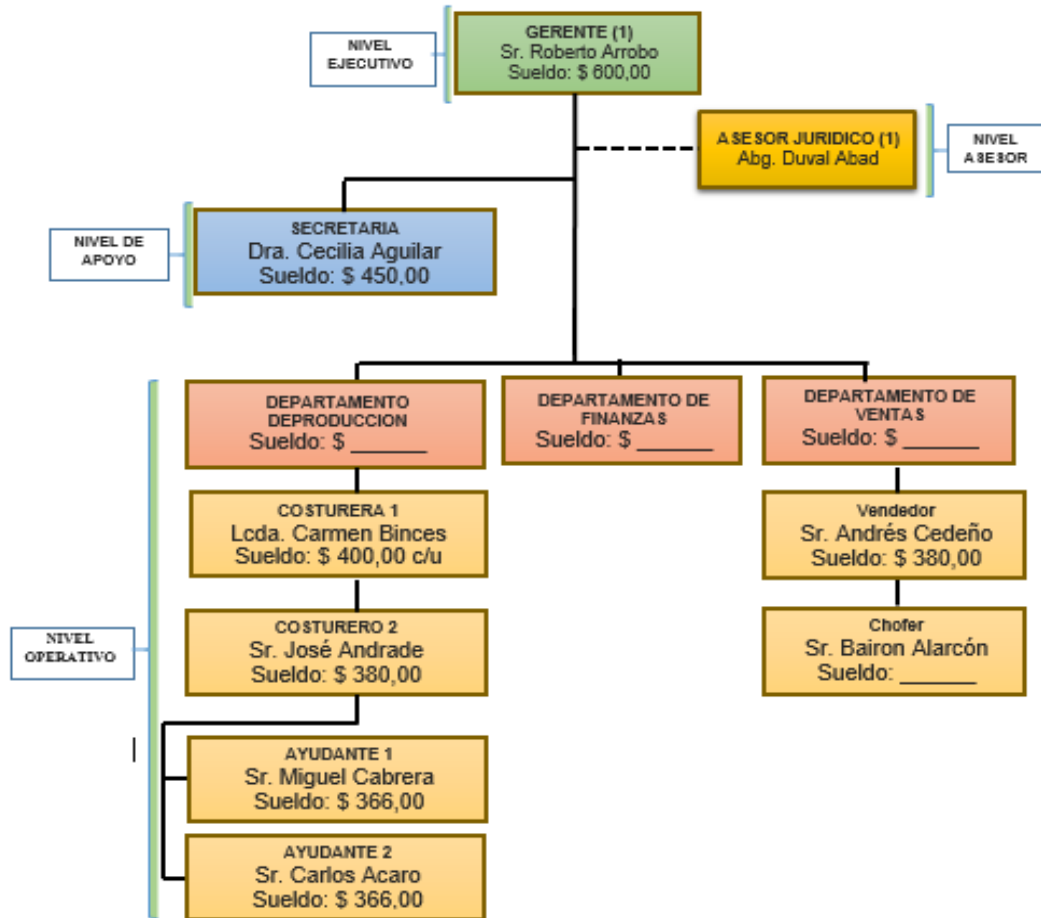 NIVEL
EJECUTIVO
GERENTE (1)
Sr. Roberto Arrobo
Sueldo: $ 600,00
ASESOR JURIDICO (1)
Abg. Duval Abad
NIVEL
ASESOR
NIVEL DE
APOYO
SECRETARIA
Dra. Cecilia Aguilar
Sueldo: $ 450,00
DEPARTAMENTO
DEPRODUCCION
Sueldo: $ ______
DEPARTAMENTO DE
FINANZAS
Sueldo: $ ______
DEPARTAMENTO DE
VENTAS
Sueldo: $ ______
NIVEL
OPERATIVO
COSTURERA 1
Lcda. Carmen Binces
Sueldo: $ 400,00 c/u
COSTURERO 2
Sr. José Andrade
Sueldo: $ 380,00
AYUDANTE 1
Sr. Miguel Cabrera
Sueldo: $ 366,00
AYUDANTE 2
Sr. Carlos Acaro
Sueldo: $ 366,00
Vendedor
Sr. Andrés Cedeño
Sueldo: $ 380,00
Chofer
Sr. Bairon Alarcón
Sueldo: ______